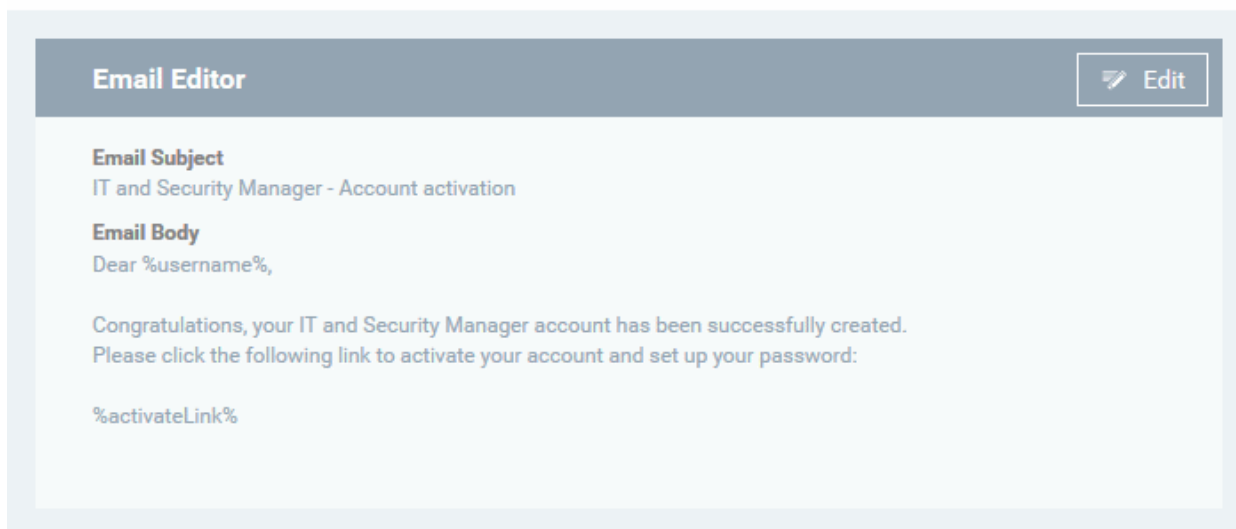 Email Editor
Edit
Email Subject
IT and Security Manager - Account activation
Email Body
Dear %username%,
Congratulations, your IT and Security Manager account has been successfully created.
Please click the following link to activate your account and set up your password:
%activateLink%